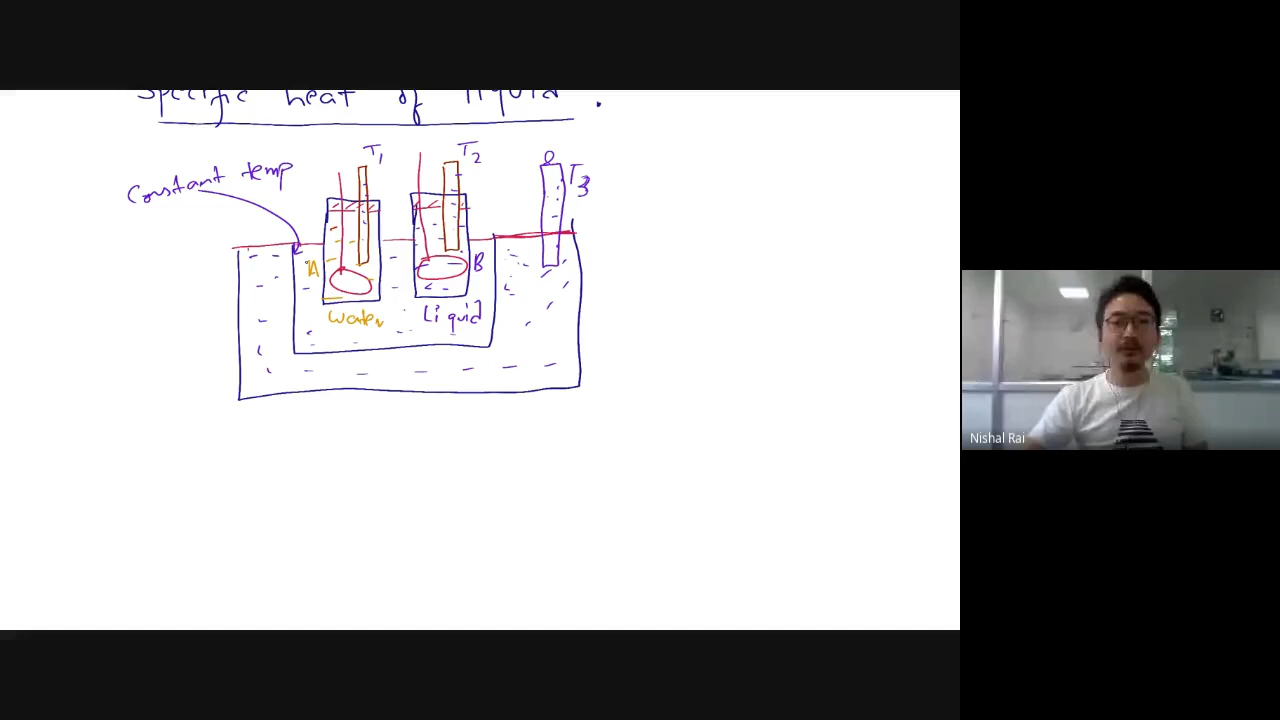 Specific heat of liquid.
Constant temp
T1
T2
T3
A
B
Water
Liquid
Nishal Rai